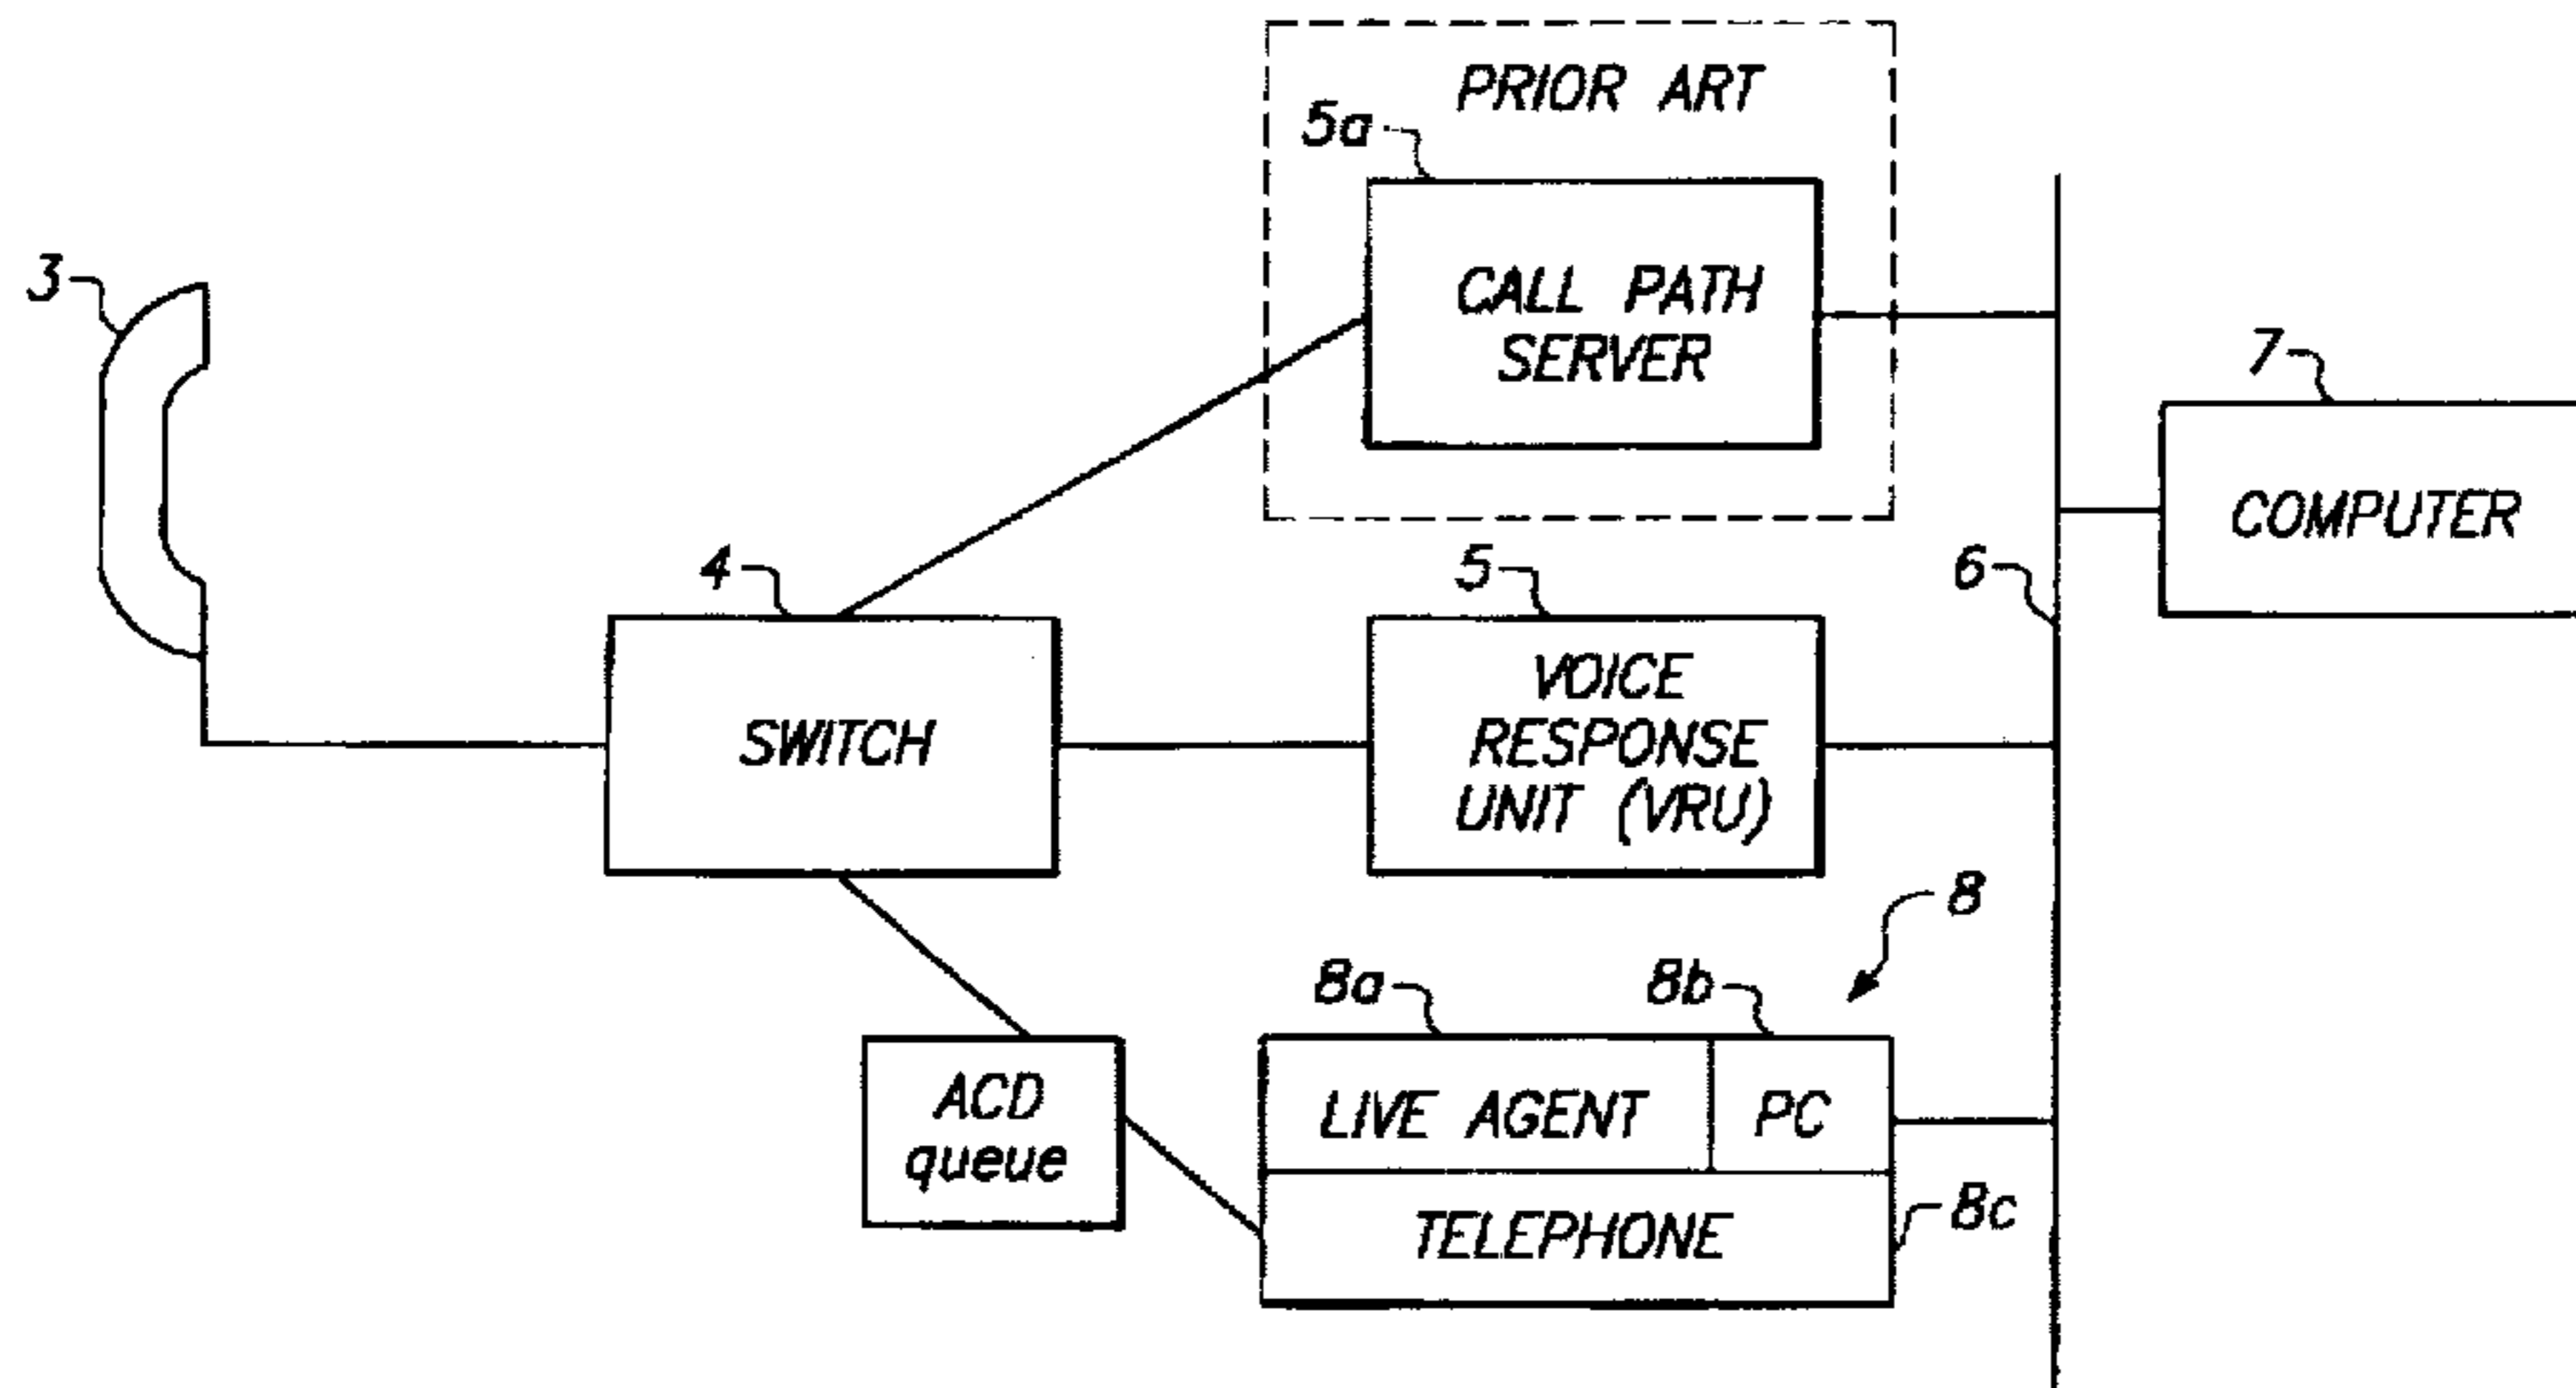 PRIOR ART
5a
CALL PATH
SERVER
3
7
COMPUTER
4
5
6
SWITCH
VOICE
RESPONSE
UNIT (VRU)
8
8a
8b
ACD
queue
LIVE AGENT
PC
8c
TELEPHONE